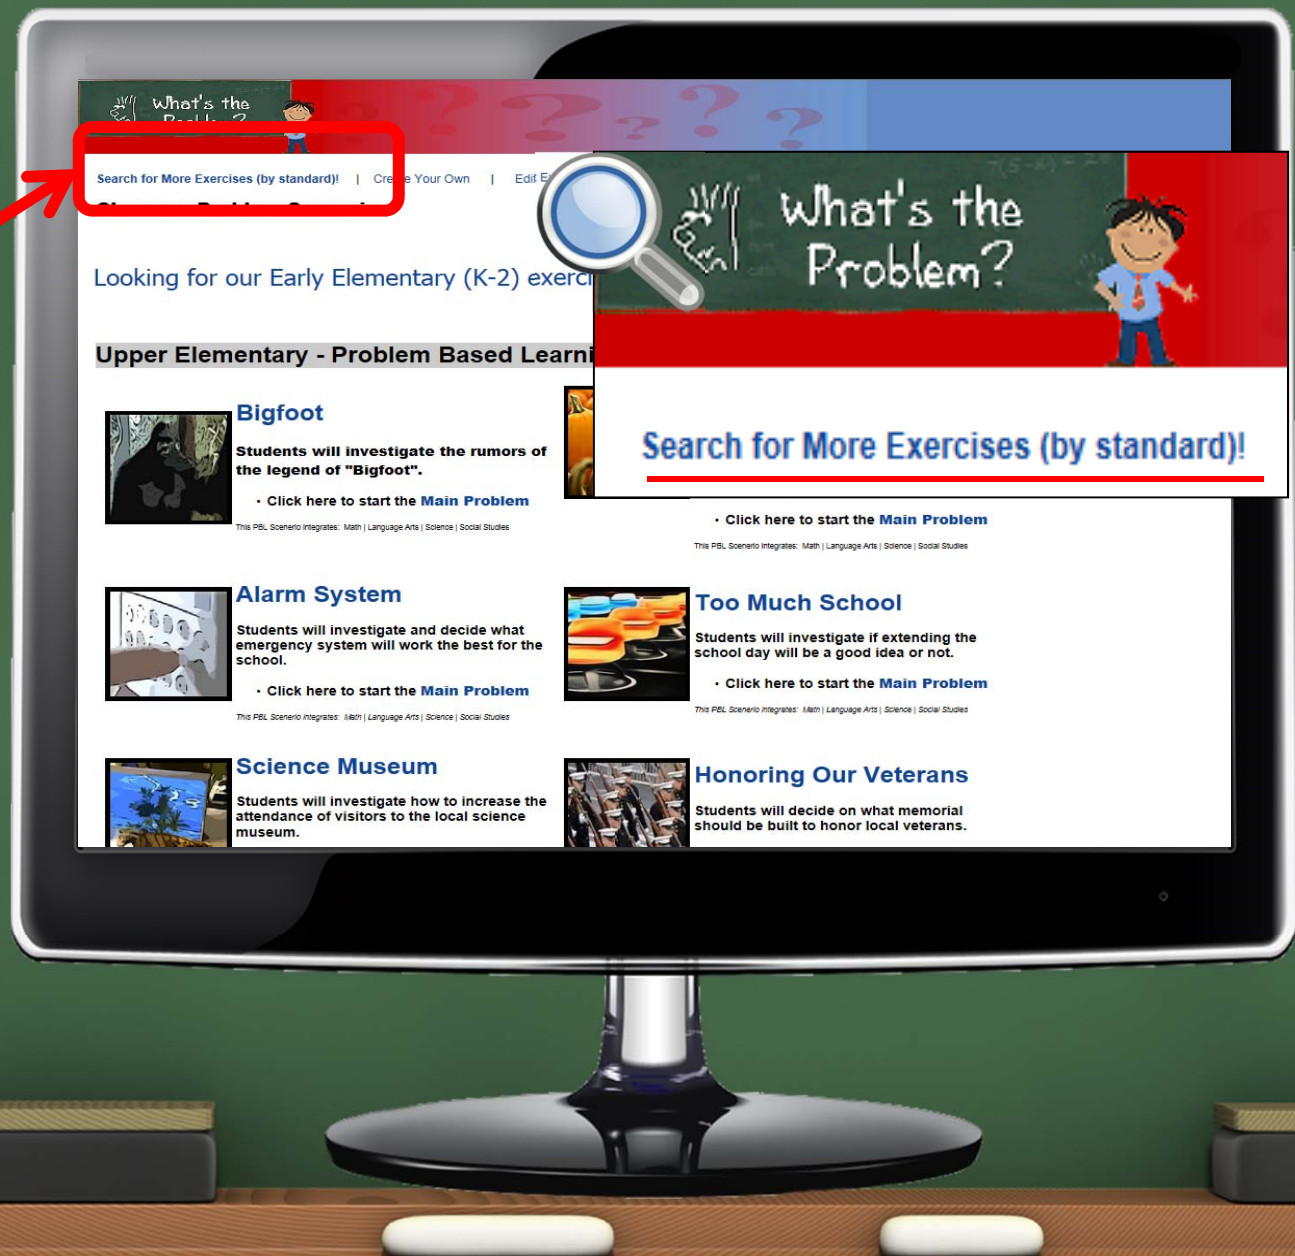 What's the
Search for More Exercises (by standard)! | Create Your Own | Edit
Looking for our Early Elementary (K-2)
What's the
Problem?
Search for More Exercises (by standard)!
Upper Elementary - Problem Based
Bigfoot
Students will investigate the rumors of
the legend of "Bigfoot".
• Click here to start the Main Problem
This PBL Scenerio Integrates: Math | Language Arts | Science | Social Studies
• Click here to start the Main Problem
This PBL Scenerio Integrates: Math | Language Arts | Science | Social Studies
Alarm System
Students will investigate and decide what
emergency system will work the best for the
school.
• Click here to start the Main Problem
This PBL Scenerio Integrates: Math | Language Arts | Science | Social Studies
Too Much School
Students will investigate if extending the
school day will be a good idea or not.
• Click here to start the Main Problem
This PBL Scenerio Integrates: Math | Language Arts | Science | Social Studies
Science Museum
Students will investigate how to increase the
attendance of visitors to the local science
museum.
Honoring Our Veterans
Students will decide on what memorial
should be built to honor local veterans.